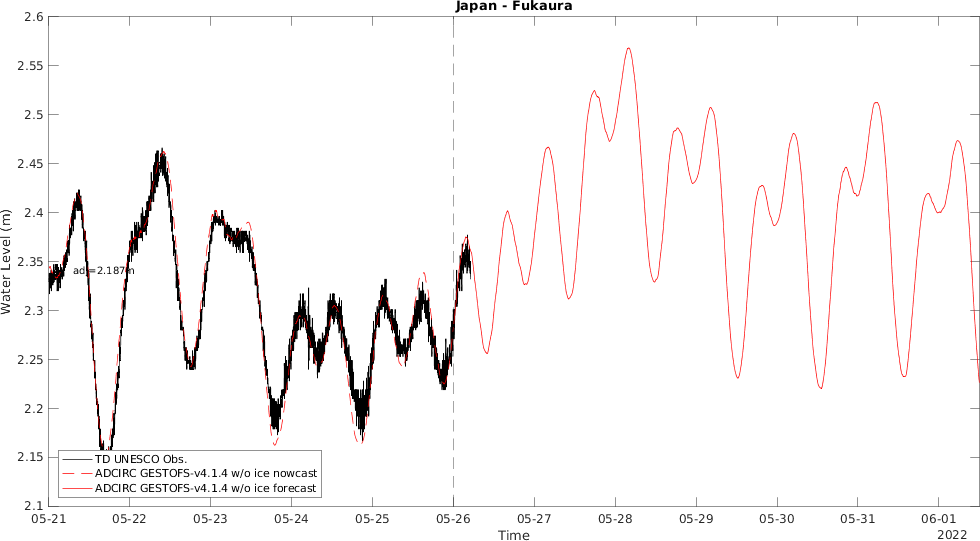 Japan - Fukaura
2.6
2.55
2.5
2.45
2.4
2.35
2.3
2.25
2.2
2.15
2.1
Water Level (m)
adj=2.187m
TD UNESCO Obs.
ADCIRC GESTOFS-v4.1.4 w/o ice nowcast
ADCIRC GESTOFS-v4.1.4 w/o ice forecast
05-21 05-22 05-23 05-24 05-25 05-26 05-27 05-28 05-29 05-30 05-31 06-01
Time
2022